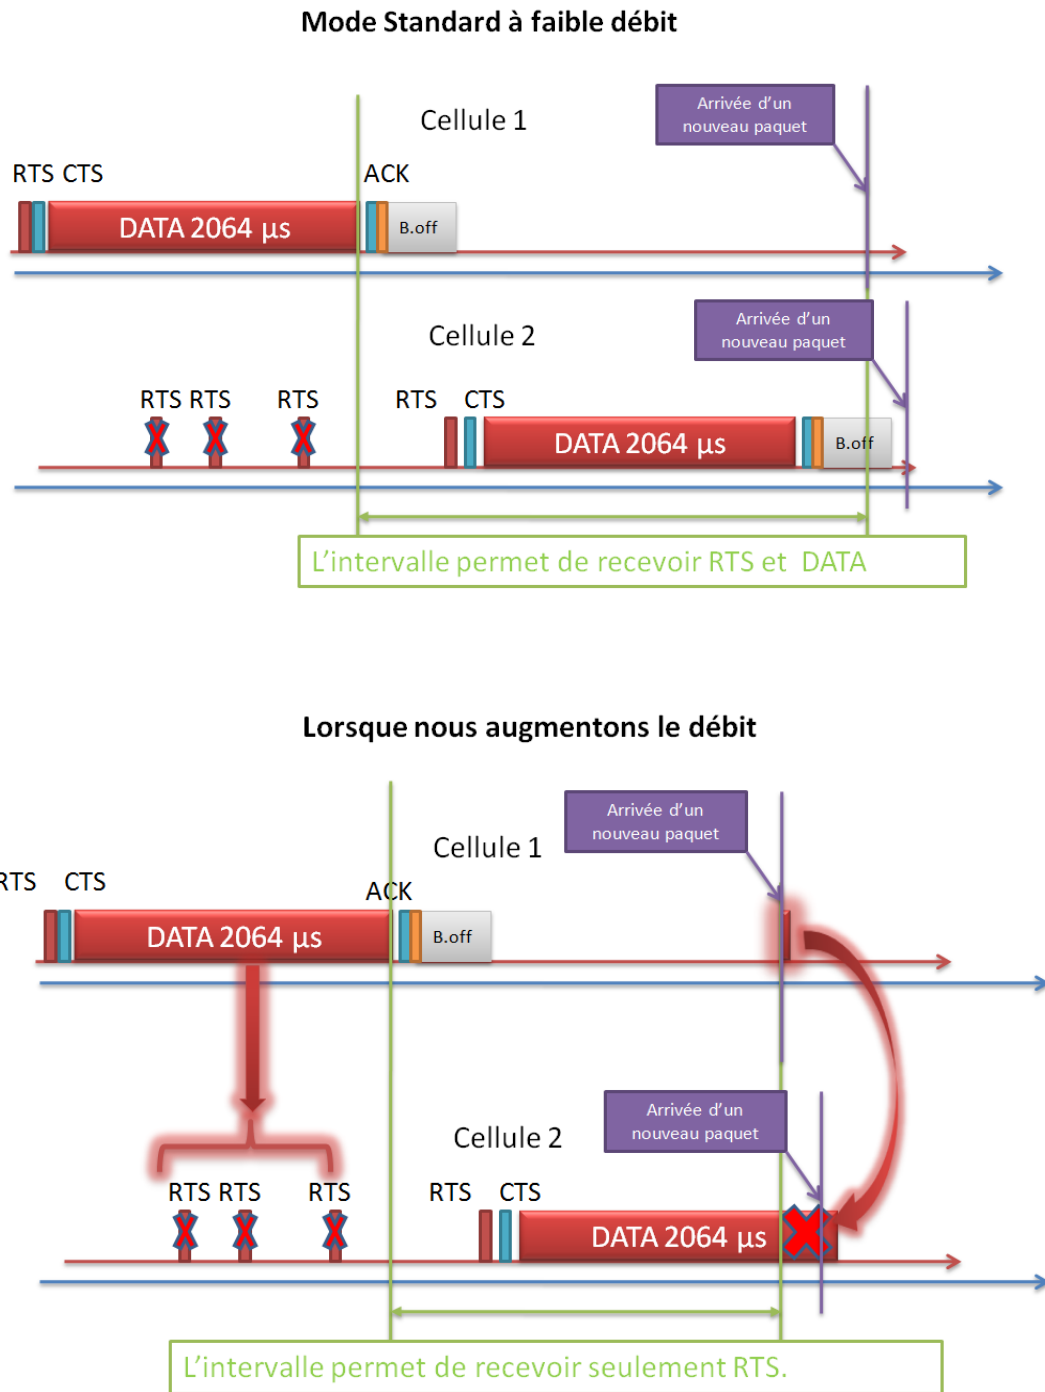 Mode Standard à faible débit
Arrivée d'un
nouveau paquet
Cellule 1
RTS CTS
ACK
DATA 2064 µs
B.off
Arrivée d'un
nouveau paquet
Cellule 2
RTS RTS RTS RTS CTS
DATA 2064 µs
B.off
L'intervalle permet de recevoir RTS et DATA
Lorsque nous augmentons le débit
Arrivée d'un
nouveau paquet
Cellule 1
RTS CTS
ACK
DATA 2064 µs
B.off
Arrivée d'un
nouveau paquet
Cellule 2
RTS RTS RTS RTS CTS
DATA 2064 µs
L'intervalle permet de recevoir seulement RTS.